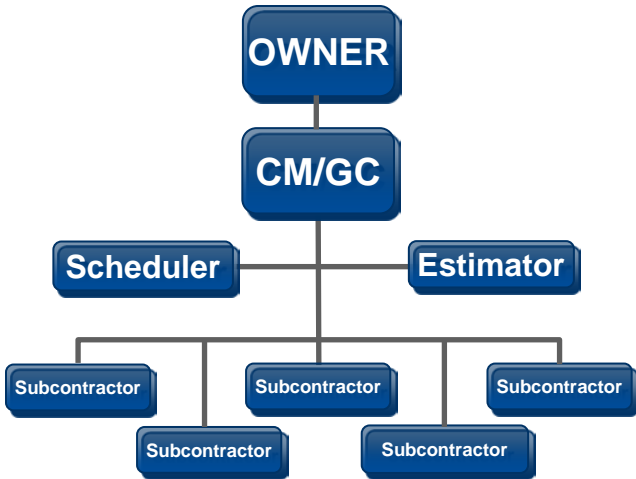 OWNER
CM/GC
Scheduler
Estimator
Subcontractor
Subcontractor
Subcontractor
Subcontractor
Subcontractor